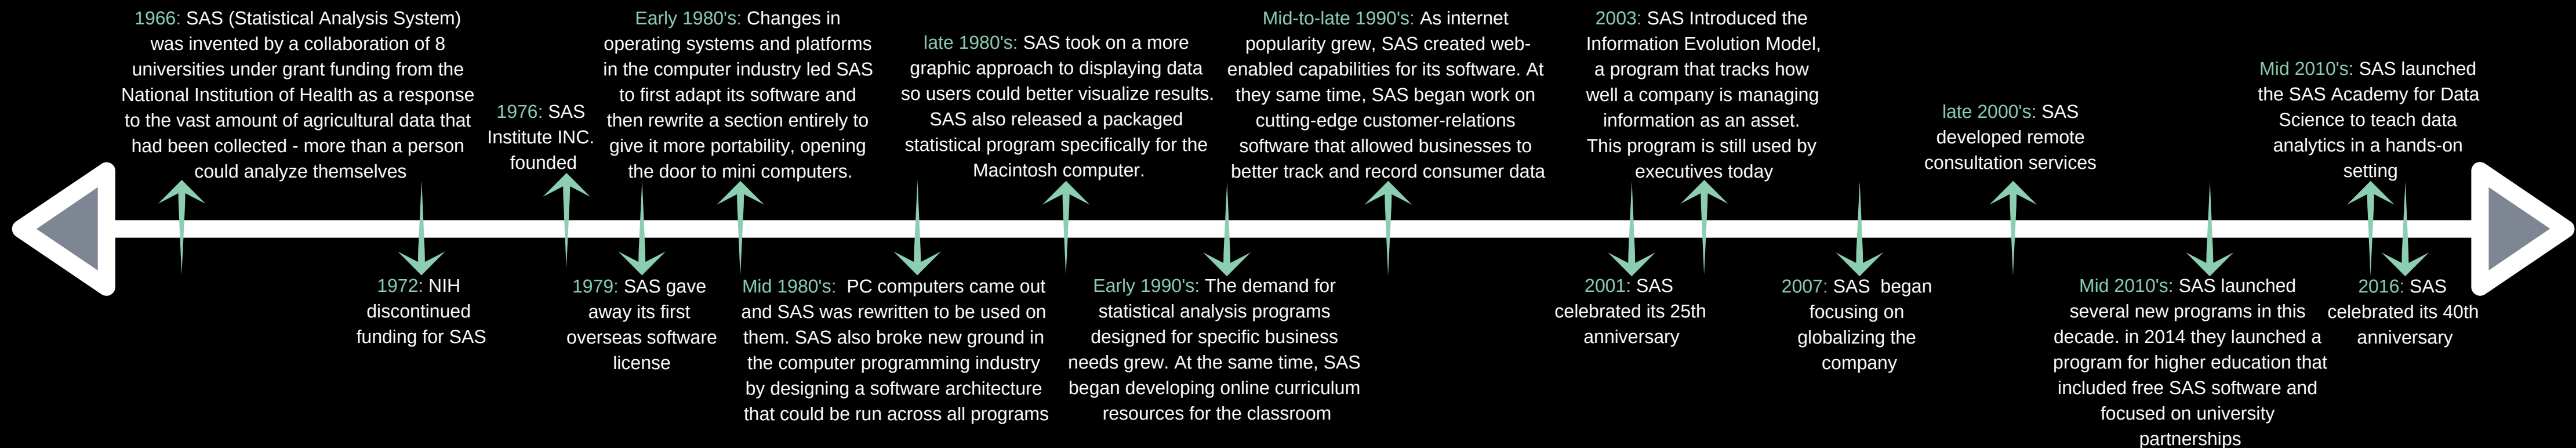 1966: SAS (Statistical Analysis System)
was invented by a collaboration of 8
universities under grant funding from the
National Institution of Health as a response
to the vast amount of agricultural data that
had been collected - more than a person
could analyze themselves
1972: NIH
discontinued
funding for SAS
1976: SAS
Institute INC.
founded
1979: SAS gave
away its first
overseas software
license
Early 1980's: Changes in
operating systems and platforms
in the computer industry led SAS
to first adapt its software and
then rewrite a section entirely to
give it more portability, opening
the door to mini computers.
Mid 1980's:  PC computers came out
and SAS was rewritten to be used on
them. SAS also broke new ground in
the computer programming industry
by designing a software architecture
that could be run across all programs
late 1980's: SAS took on a more
graphic approach to displaying data
so users could better visualize results.
SAS also released a packaged
statistical program specifically for the
Macintosh computer.
Early 1990's: The demand for
statistical analysis programs
designed for specific business
needs grew. At the same time, SAS
began developing online curriculum
resources for the classroom
Mid-to-late 1990's: As internet
popularity grew, SAS created web-
enabled capabilities for its software. At
they same time, SAS began work on
cutting-edge customer-relations
software that allowed businesses to
better track and record consumer data
2001: SAS
celebrated its 25th
anniversary
2003: SAS Introduced the
Information Evolution Model,
a program that tracks how
well a company is managing
information as an asset.
This program is still used by
executives today
2007: SAS  began
focusing on
globalizing the
company
late 2000's: SAS
developed remote
consultation services
Mid 2010's: SAS launched
several new programs in this
decade. in 2014 they launched a
program for higher education that
included free SAS software and
focused on university
partnerships
Mid 2010's: SAS launched
the SAS Academy for Data
Science to teach data
analytics in a hands-on
setting
2016: SAS
celebrated its 40th
anniversary